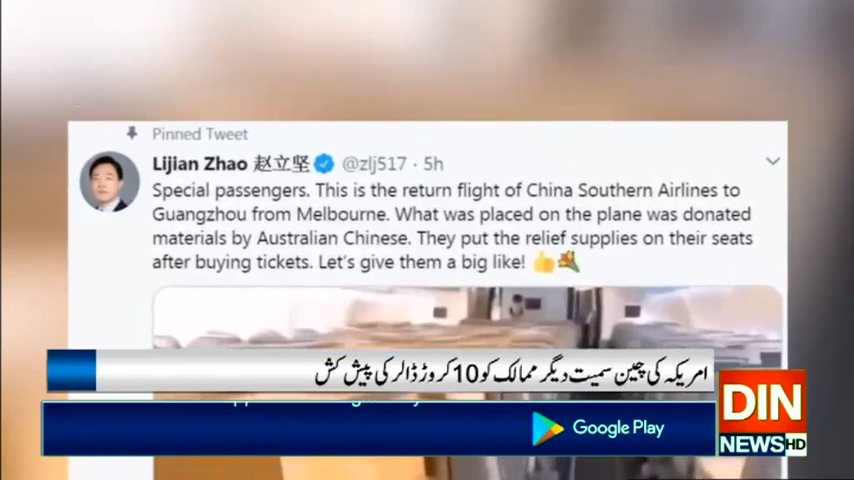 Pinned Tweet
Lijian Zhao 赵立坚 @zlj517 · 5h
Special passengers. This is the return flight of China Southern Airlines to
Guangzhou from Melbourne. What was placed on the plane was donated
materials by Australian Chinese. They put the relief supplies on their seats
after buying tickets. Let's give them a big like! 👍💐
امریکہ کی چین سمیت دیگر ممالک کو 10 کروڑ ڈالر کی پیش کش
Google Play
DIN
NEWS HD